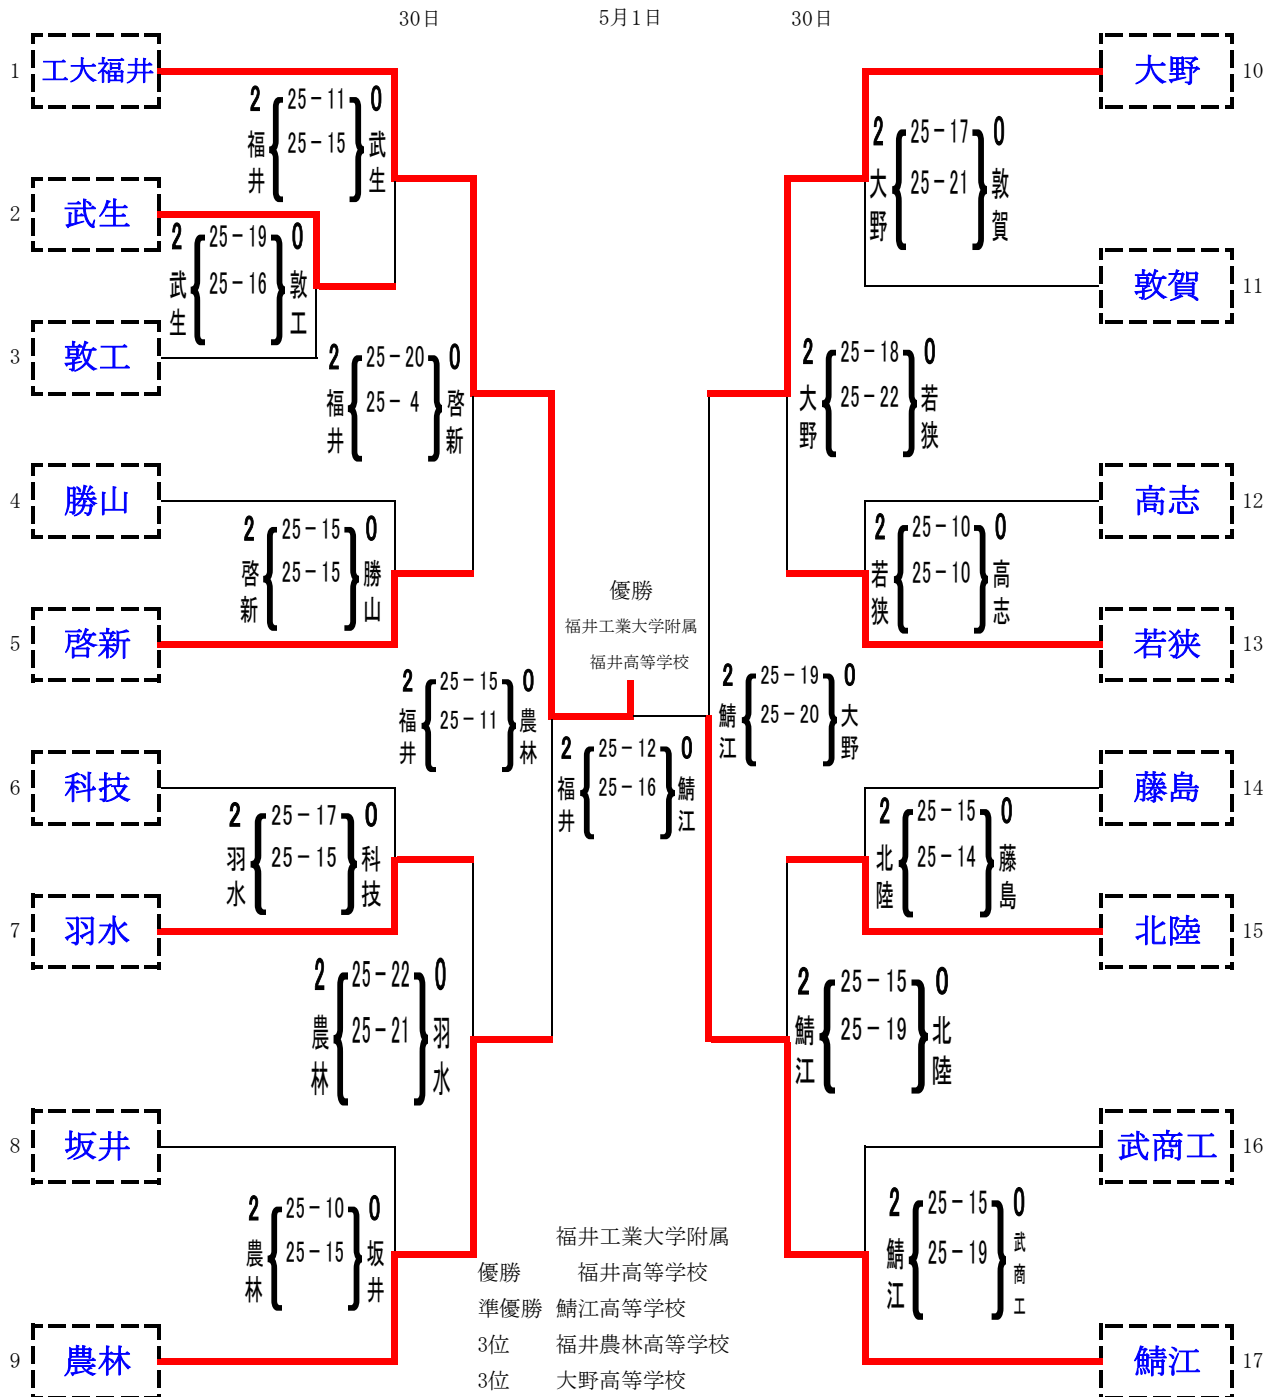 30日 5月1日 30日
1 工大福井
大野 10
2 25－11 0
福井 25－15 武生
2 25－17 0
大野 25－21 敦賀
2 武生
2 25－19 0
武生 25－16 敦工
敦賀 11
3 敦工
2 25－20 0
福井 25－4 啓新
2 25－18 0
大野 25－22 若狭
4 勝山
高志 12
2 25－15 0
啓新 25－15 勝山
2 25－10 0
若狭 25－10 高志
5 啓新
若狭 13
優勝
福井工業大学附属
福井高等学校
2 25－15 0
福井 25－11 農林
2 25－19 0
鯖江 25－20 大野
2 25－12 0
福井 25－16 鯖江
6 科技
藤島 14
2 25－17 0
羽水 25－15 科技
2 25－15 0
北陸 25－14 藤島
7 羽水
北陸 15
2 25－22 0
農林 25－21 羽水
2 25－15 0
鯖江 25－19 北陸
8 坂井
武商工 16
2 25－10 0
農林 25－15 坂井
2 25－15 0
鯖江 25－19 武商工
9 農林
鯖江 17
福井工業大学附属
優勝 福井高等学校
準優勝 鯖江高等学校
3位 福井農林高等学校
3位 大野高等学校